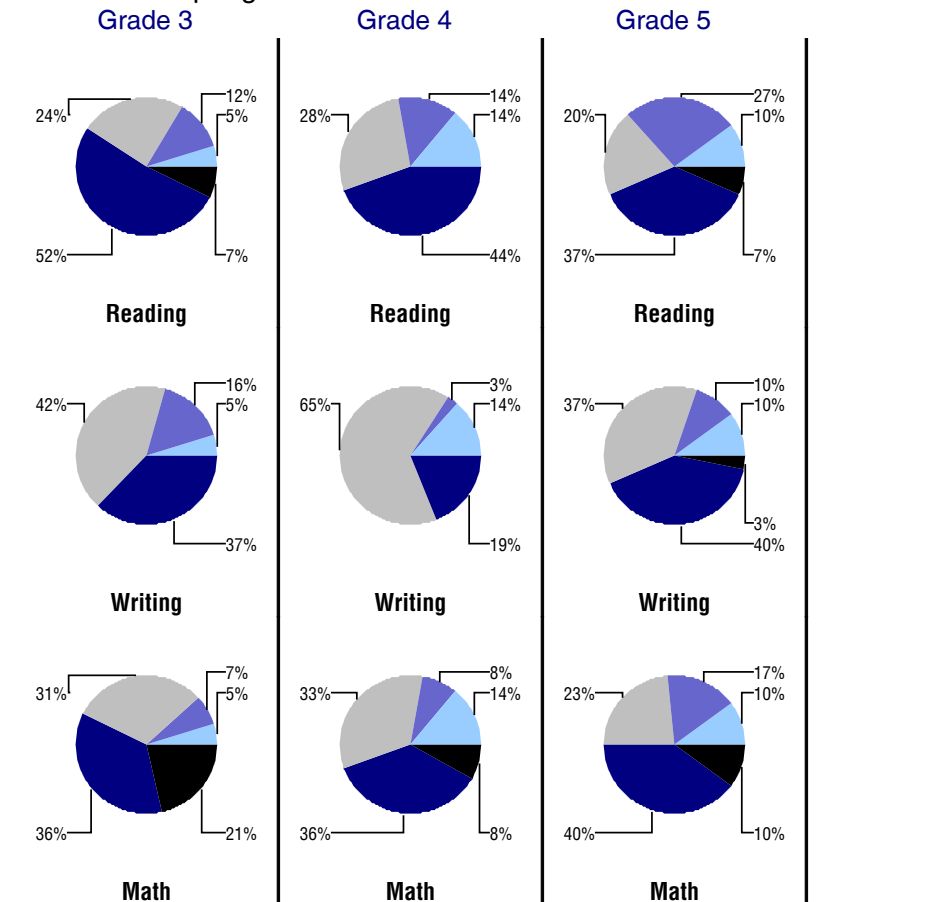 Grade 3 Grade 4 Grade 5
12% 14% 27%
24% 5% 28% 14% 20% 10%
52% 7% 44% 37% 7%
Reading Reading Reading
16% 3% 10%
42% 5% 65% 14% 37% 10%
3%
37% 19% 40%
Writing Writing Writing
7% 8% 17%
31% 5% 33% 14% 23% 10%
36% 21% 36% 8% 40% 10%
Math Math Math